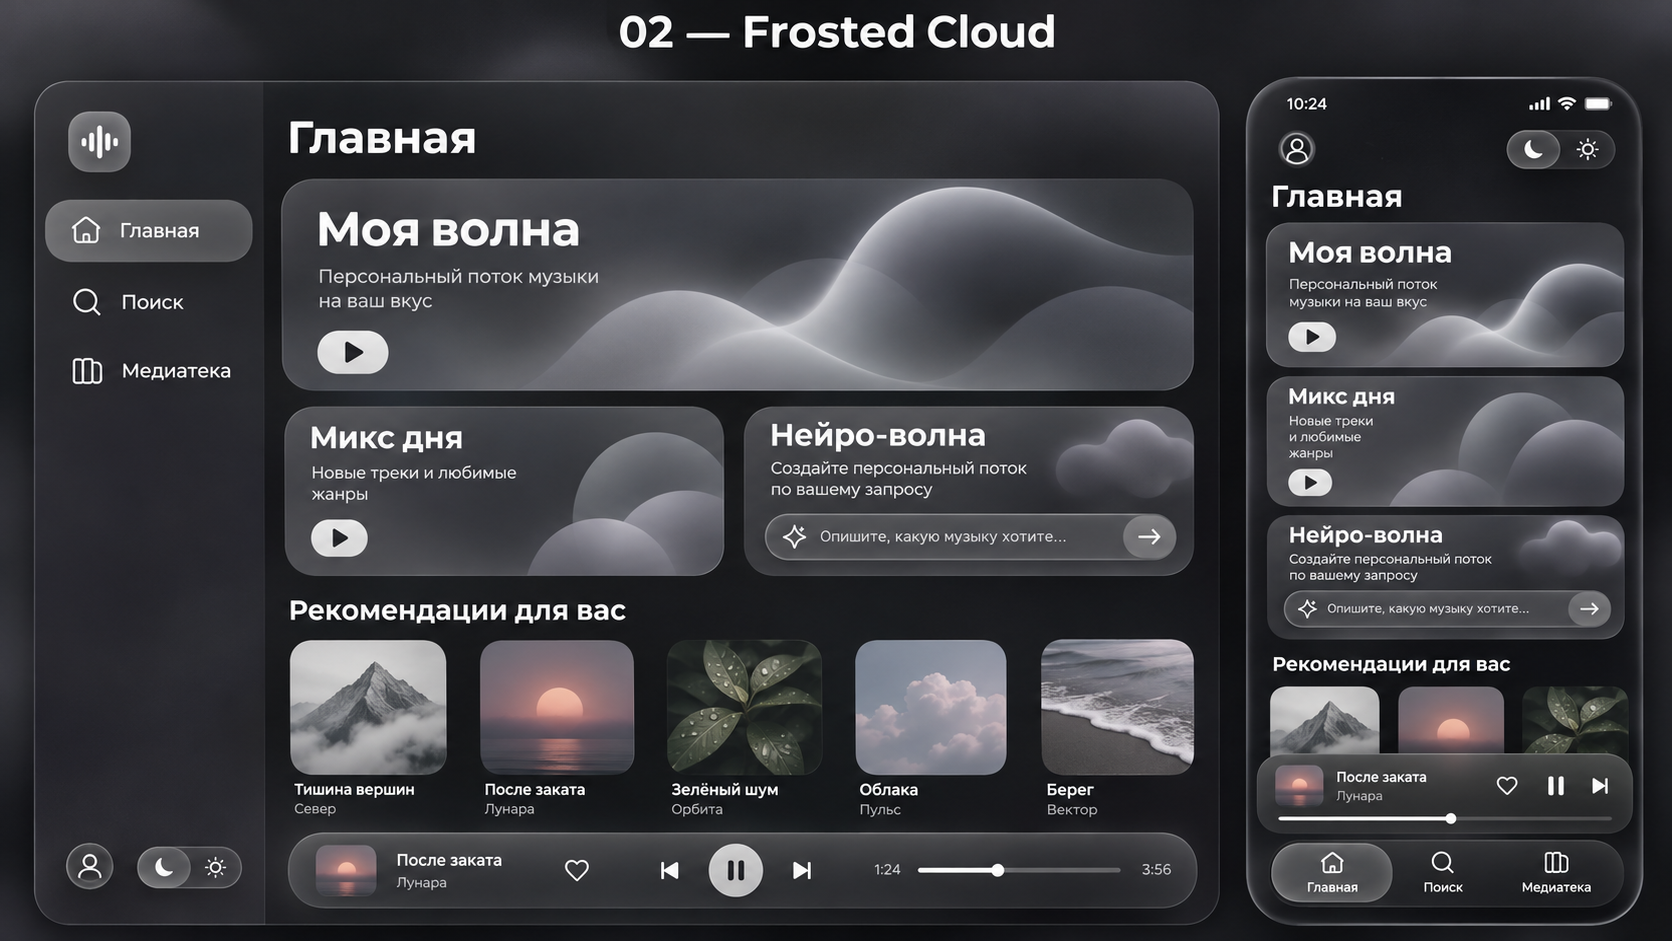 02 — Frosted Cloud
Главная
Поиск
Медиатека
Главная
Моя волна
Персональный поток музыки
на ваш вкус
Микс дня
Новые треки и любимые
жанры
Нейро-волна
Создайте персональный поток
по вашему запросу
Опишите, какую музыку хотите...
Рекомендации для вас
Тишина вершин
Север
После заката
Лунара
Зелёный шум
Орбита
Облака
Пульс
Берег
Вектор
После заката
Лунара
1:24
3:56
10:24
Главная
Моя волна
Персональный поток
музыки на ваш вкус
Микс дня
Новые треки
и любимые
жанры
Нейро-волна
Создайте персональный поток
по вашему запросу
Опишите, какую музыку хотите...
Рекомендации для вас
После заката
Лунара
Главная
Поиск
Медиатека